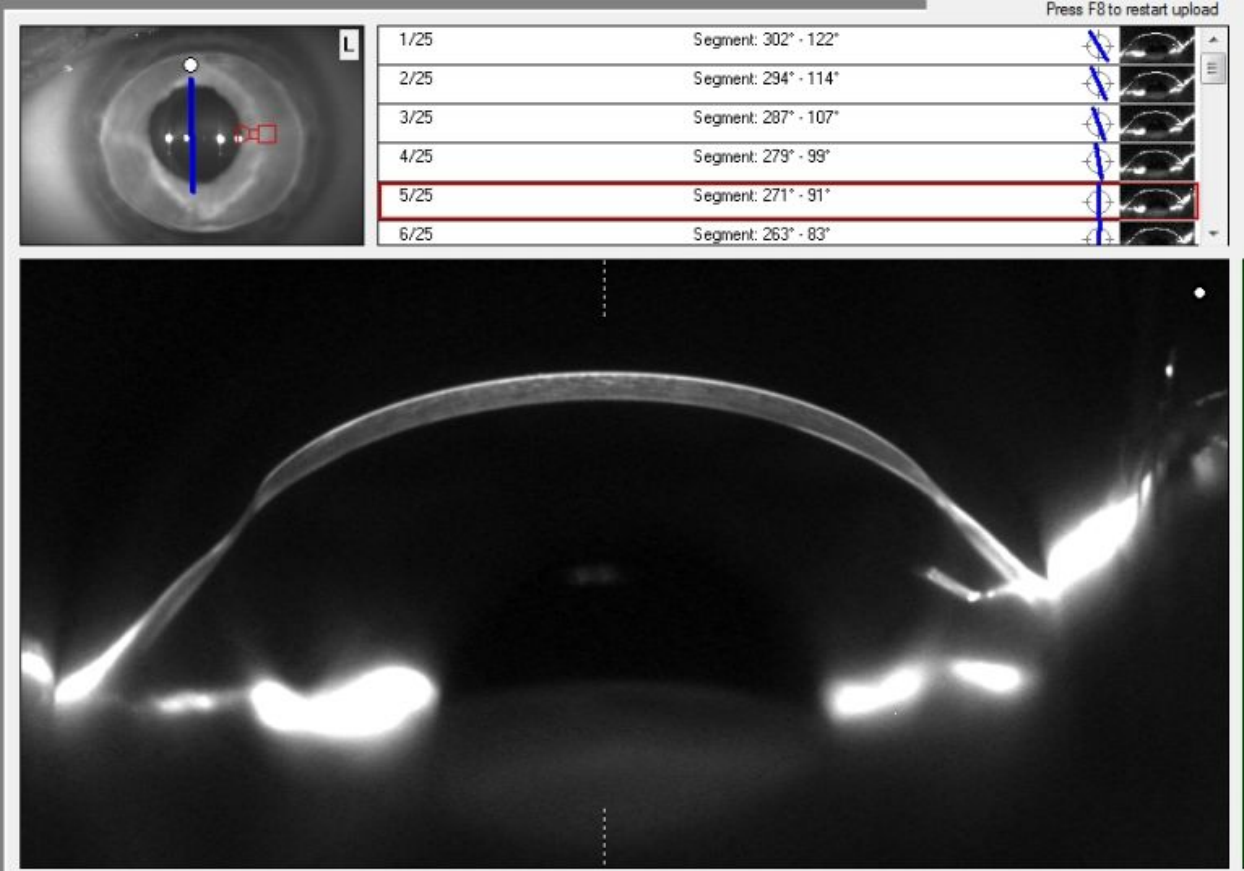 Press F8 to restart upload
L
1/25 Segment: 302° - 122°
2/25 Segment: 294° - 114°
3/25 Segment: 287° - 107°
4/25 Segment: 279° - 99°
5/25 Segment: 271° - 91°
6/25 Segment: 263° - 83°